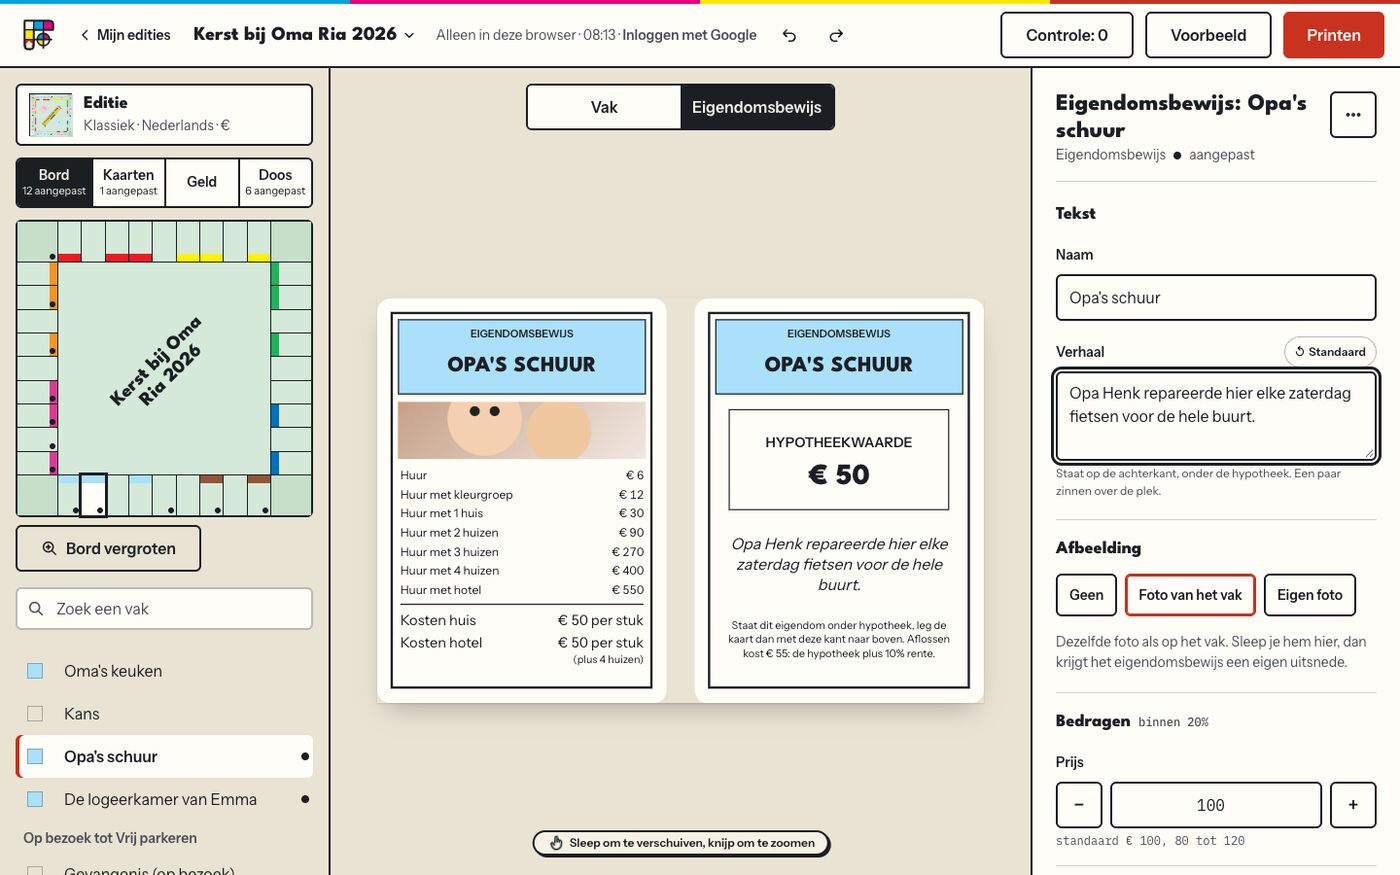 Mijn edities
Kerst bij Oma Ria 2026
Alleen in deze browser · 08:13 · Inloggen met Google
Controle: 0
Voorbeeld
Printen
Editie
Klassiek · Nederlands · €
Bord
12 aangepast
Kaarten
1 aangepast
Geld
Doos
6 aangepast
Kerst bij Oma
Ria 2026
Bord vergroten
Zoek een vak
Oma's keuken
Kans
Opa's schuur
De logeerkamer van Emma
Op bezoek tot Vrij parkeren
Gevangenis (op bezoek)
Vak
Eigendomsbewijs
EIGENDOMSBEWIJS
OPA'S SCHUUR
Huur € 6
Huur met kleurgroep € 12
Huur met 1 huis € 30
Huur met 2 huizen € 90
Huur met 3 huizen € 270
Huur met 4 huizen € 400
Huur met hotel € 550
Kosten huis € 50 per stuk
Kosten hotel € 50 per stuk
(plus 4 huizen)
EIGENDOMSBEWIJS
OPA'S SCHUUR
HYPOTHEEKWAARDE
€ 50
Opa Henk repareerde hier elke
zaterdag fietsen voor de hele
buurt.
Staat dit eigendom onder hypotheek, leg de
kaart dan met deze kant naar boven. Aflossen
kost € 55: de hypotheek plus 10% rente.
Sleep om te verschuiven, knijp om te zoomen
Eigendomsbewijs: Opa's
schuur
Eigendomsbewijs ● aangepast
Tekst
Naam
Opa's schuur
Verhaal
Standaard
Opa Henk repareerde hier elke zaterdag
fietsen voor de hele buurt.
Staat op de achterkant, onder de hypotheek. Een paar
zinnen over de plek.
Afbeelding
Geen
Foto van het vak
Eigen foto
Dezelfde foto als op het vak. Sleep je hem hier, dan
krijgt het eigendomsbewijs een eigen uitsnede.
Bedragen binnen 20%
Prijs
− 100 +
standaard € 100, 80 tot 120